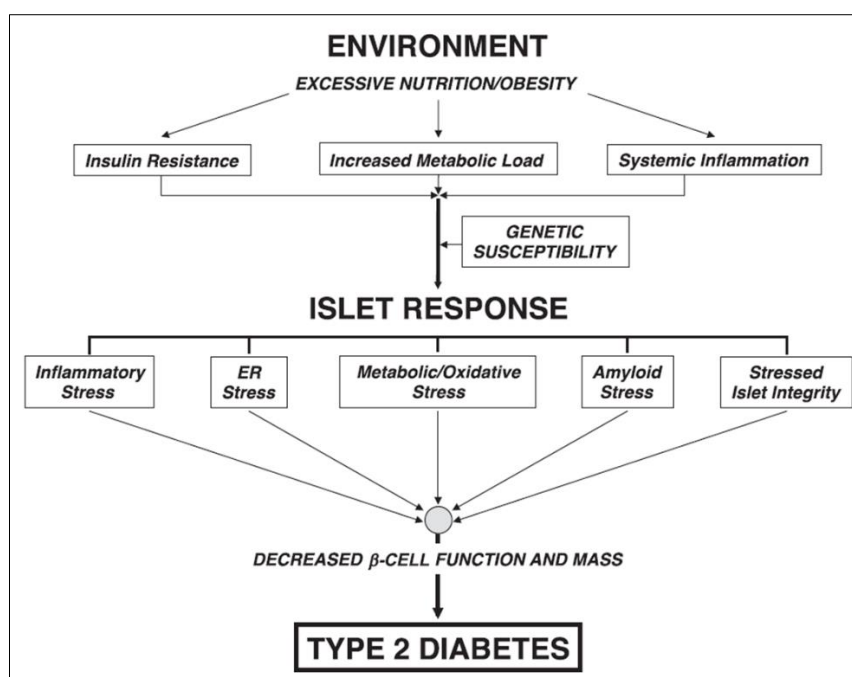 ENVIRONMENT
EXCESSIVE NUTRITION/OBESITY
Insulin Resistance
Increased Metabolic Load
Systemic Inflammation
GENETIC
SUSCEPTIBILITY
ISLET RESPONSE
Inflammatory
Stress
ER
Stress
Metabolic/Oxidative
Stress
Amyloid
Stress
Stressed
Islet Integrity
DECREASED β-CELL FUNCTION AND MASS
TYPE 2 DIABETES